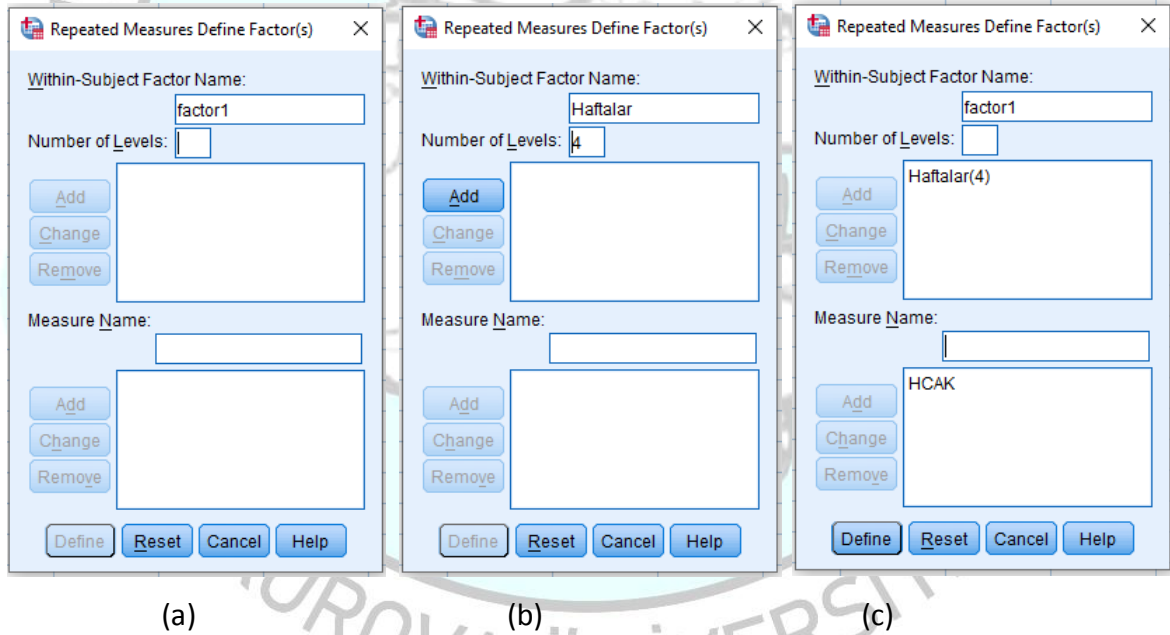 Repeated Measures Define Factor(s)
Within-Subject Factor Name:
factor1
Number of Levels:
Add
Change
Remove
Measure Name:
Add
Change
Remove
Define Reset Cancel Help
(a)
Repeated Measures Define Factor(s)
Within-Subject Factor Name:
Haftalar
Number of Levels: 4
Add
Change
Remove
Measure Name:
Add
Change
Remove
Define Reset Cancel Help
(b)
Repeated Measures Define Factor(s)
Within-Subject Factor Name:
factor1
Number of Levels:
Haftalar(4)
Add
Change
Remove
Measure Name:
HCAK
Add
Change
Remove
Define Reset Cancel Help
(c)